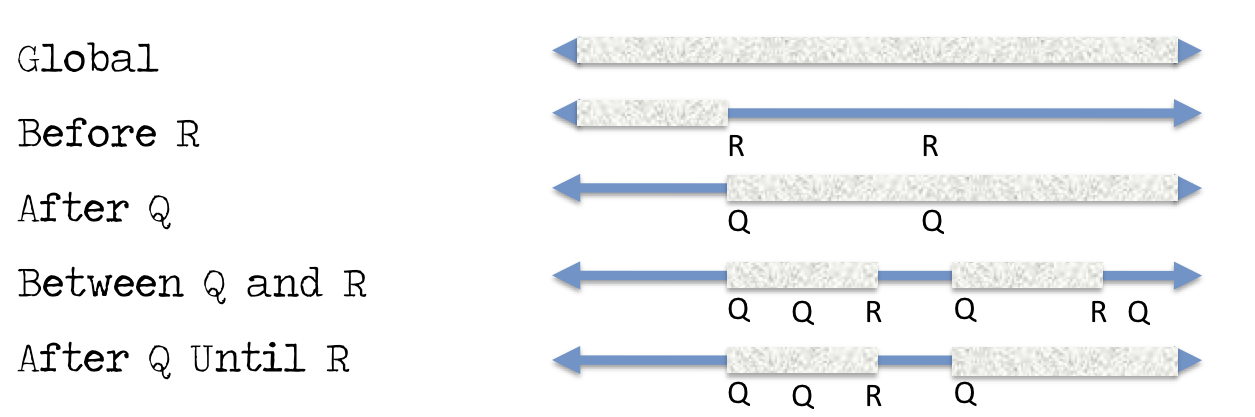 Global
Before R
R R
After Q
Q Q
Between Q and R
Q Q R Q R Q
After Q Until R
Q Q R Q